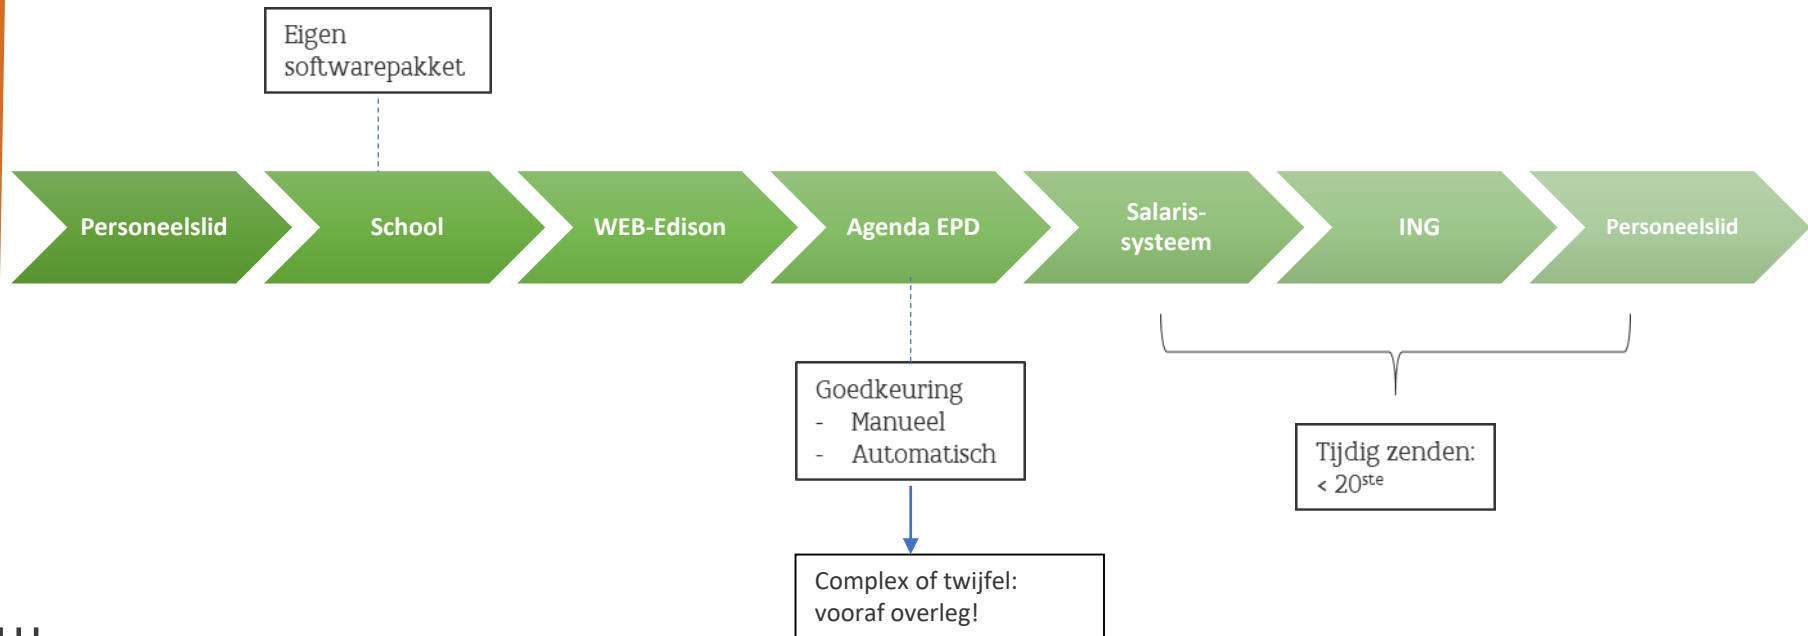 Eigen
softwarepakket
Personeelslid
School
WEB-Edison
Agenda EPD
Salaris-
systeem
ING
Personeelslid
Goedkeuring
- Manueel
- Automatisch
Tijdig zenden:
< 20ste
Complex of twijfel:
vooraf overleg!